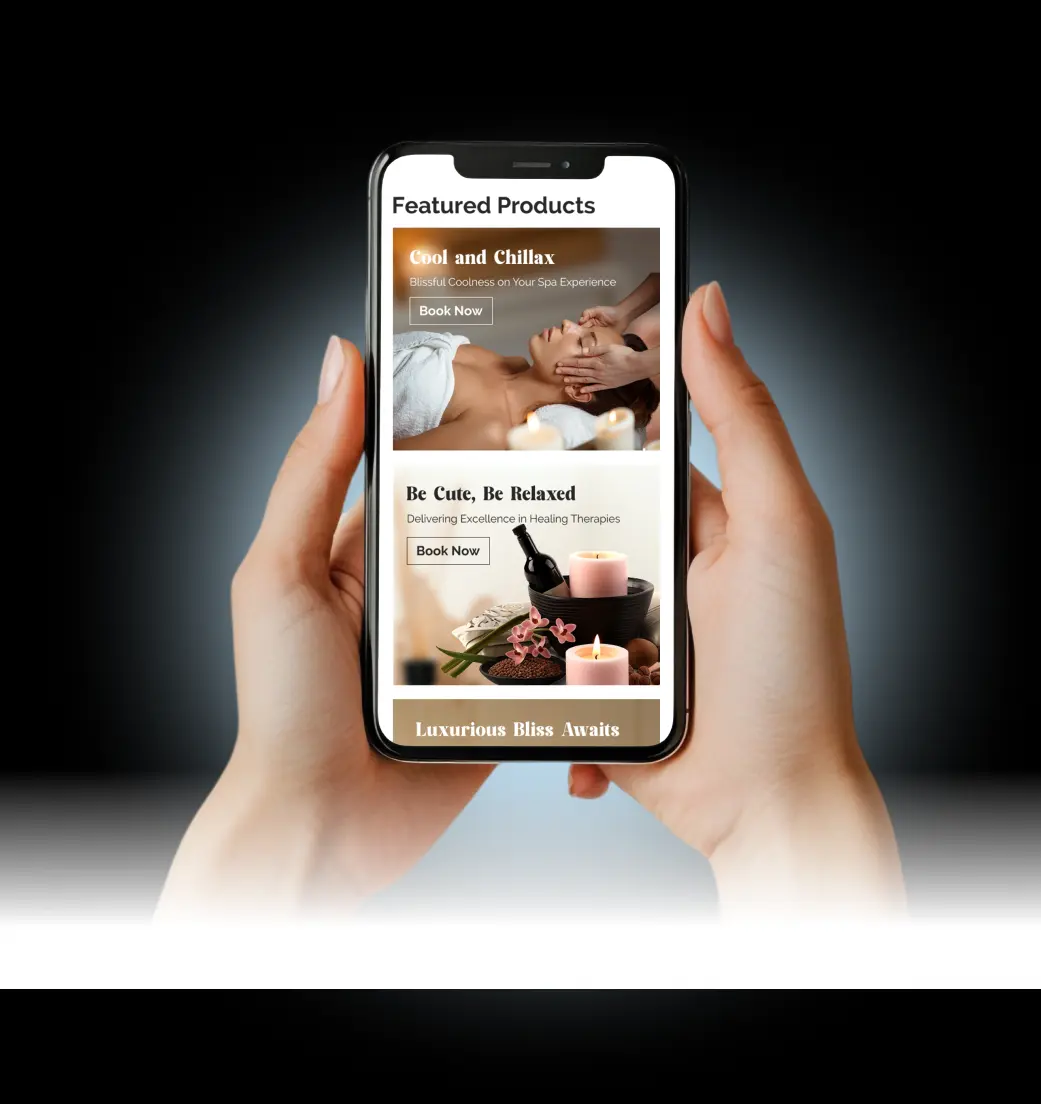 Featured Products
Cool and Chillax
Blissful Coolness on Your Spa Experience
Book Now
Be Cute, Be Relaxed
Delivering Excellence in Healing Therapies
Book Now
Luxurious Bliss Awaits